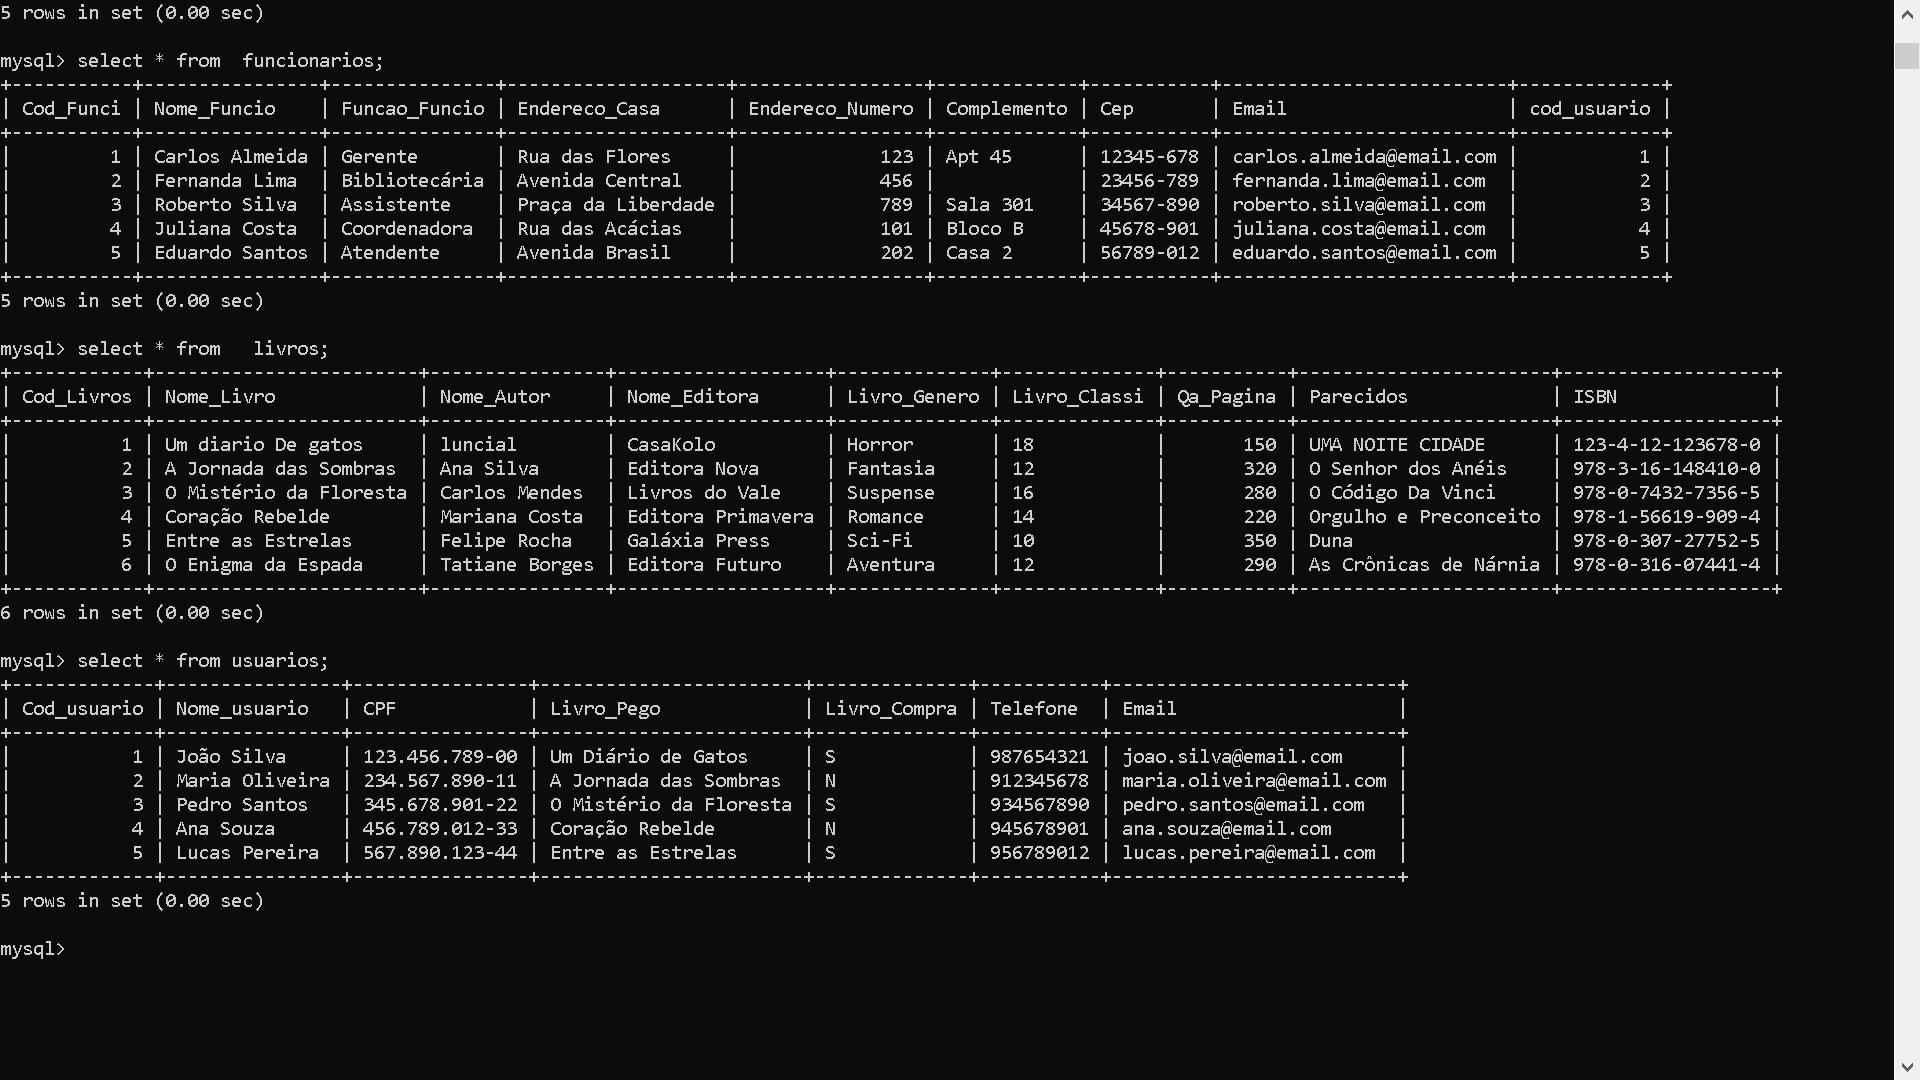 5 rows in set (0.00 sec)
mysql> select * from  funcionarios;
+-----------+----------------+---------------+--------------------+-----------------+-------------+-----------+--------------------------+------------+
| Cod_Funci | Nome_Funcio    | Funcao_Funcio | Endereco_Casa      | Endereco_Numero | Complemento | Cep       | Email                    | cod_usuario |
+-----------+----------------+---------------+--------------------+-----------------+-------------+-----------+--------------------------+------------+
|         1 | Carlos Almeida | Gerente       | Rua das Flores     |             123 | Apt 45      | 12345-678 | carlos.almeida@email.com |           1 |
|         2 | Fernanda Lima  | Bibliotecária | Avenida Central    |             456 |             | 23456-789 | fernanda.lima@email.com  |           2 |
|         3 | Roberto Silva  | Assistente    | Praça da Liberdade |             789 | Sala 301    | 34567-890 | roberto.silva@email.com  |           3 |
|         4 | Juliana Costa  | Coordenadora  | Rua das Acácias    |             101 | Bloco B     | 45678-901 | juliana.costa@email.com  |           4 |
|         5 | Eduardo Santos | Atendente     | Avenida Brasil     |             202 | Casa 2      | 56789-012 | eduardo.santos@email.com |           5 |
+-----------+----------------+---------------+--------------------+-----------------+-------------+-----------+--------------------------+------------+
5 rows in set (0.00 sec)
mysql> select * from   livros;
+------------+------------------------+----------------+-------------------+--------------+--------------+-----------+-----------------------+-------------------+
| Cod_Livros | Nome_Livro             | Nome_Autor     | Nome_Editora      | Livro_Genero | Livro_Classi | Qa_Pagina | Parecidos             | ISBN              |
+------------+------------------------+----------------+-------------------+--------------+--------------+-----------+-----------------------+-------------------+
|          1 | Um diario De gatos     | luncial        | CasaKolo          | Horror       | 18           |       150 | UMA NOITE CIDADE      | 123-4-12-123678-0 |
|          2 | A Jornada das Sombras  | Ana Silva      | Editora Nova      | Fantasia     | 12           |       320 | O Senhor dos Anéis    | 978-3-16-148410-0 |
|          3 | O Mistério da Floresta | Carlos Mendes  | Livros do Vale    | Suspense     | 16           |       280 | O Código Da Vinci     | 978-0-7432-7356-5 |
|          4 | Coração Rebelde        | Mariana Costa  | Editora Primavera | Romance      | 14           |       220 | Orgulho e Preconceito | 978-1-56619-909-4 |
|          5 | Entre as Estrelas      | Felipe Rocha   | Galáxia Press     | Sci-Fi       | 10           |       350 | Duna                  | 978-0-307-27752-5 |
|          6 | O Enigma da Espada     | Tatiane Borges | Editora Futuro    | Aventura     | 12           |       290 | As Crônicas de Nárnia | 978-0-316-07441-4 |
+------------+------------------------+----------------+-------------------+--------------+--------------+-----------+-----------------------+-------------------+
6 rows in set (0.00 sec)
mysql> select * from usuarios;
+-------------+----------------+----------------+------------------------+--------------+-----------+--------------------------+
| Cod_usuario | Nome_usuario   | CPF            | Livro_Pego             | Livro_Compra | Telefone  | Email                    |
+-------------+----------------+----------------+------------------------+--------------+-----------+--------------------------+
|           1 | João Silva     | 123.456.789-00 | Um Diário de Gatos     | S            | 987654321 | joao.silva@email.com     |
|           2 | Maria Oliveira | 234.567.890-11 | A Jornada das Sombras  | N            | 912345678 | maria.oliveira@email.com |
|           3 | Pedro Santos   | 345.678.901-22 | O Mistério da Floresta | S            | 934567890 | pedro.santos@email.com   |
|           4 | Ana Souza      | 456.789.012-33 | Coração Rebelde        | N            | 945678901 | ana.souza@email.com      |
|           5 | Lucas Pereira  | 567.890.123-44 | Entre as Estrelas      | S            | 956789012 | lucas.pereira@email.com  |
+-------------+----------------+----------------+------------------------+--------------+-----------+--------------------------+
5 rows in set (0.00 sec)
mysql>